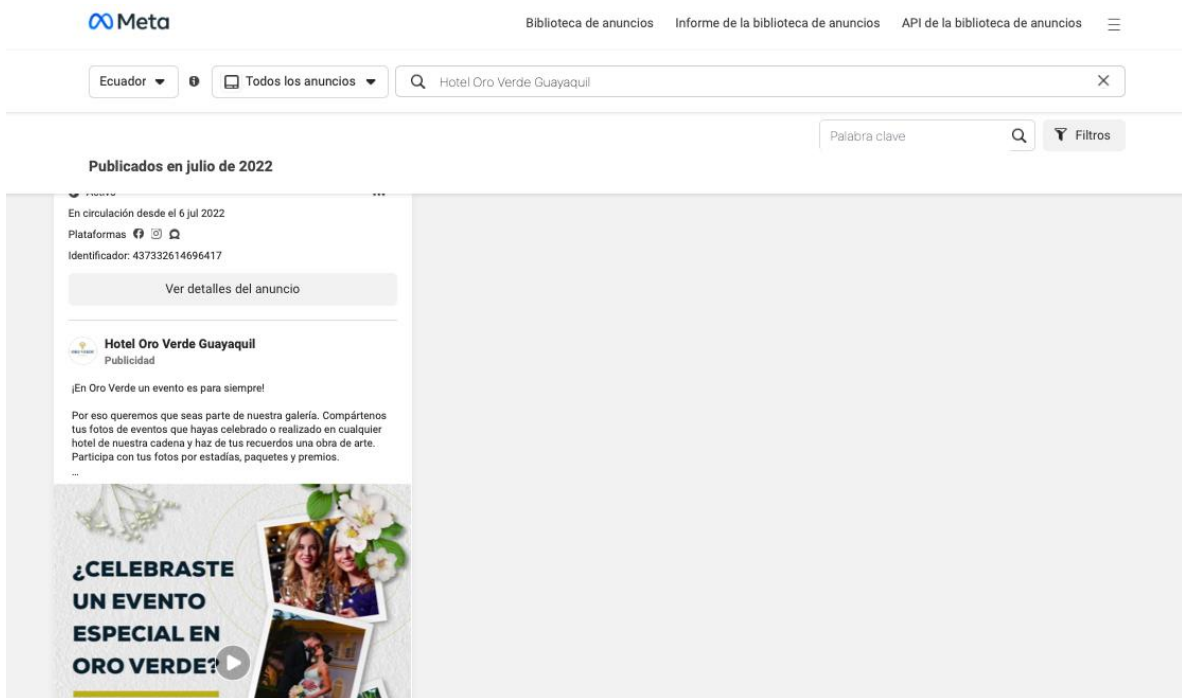 Meta
Biblioteca de anuncios Informe de la biblioteca de anuncios API de la biblioteca de anuncios
Ecuador Todos los anuncios Hotel Oro Verde Guayaquil
Palabra clave Filtros
Publicados en julio de 2022
En circulación desde el 6 jul 2022
Plataformas
Identificador: 437332614696417
Ver detalles del anuncio
Hotel Oro Verde Guayaquil
Publicidad
¡En Oro Verde un evento es para siempre!
Por eso queremos que seas parte de nuestra galería. Compártenos
tus fotos de eventos que hayas celebrado o realizado en cualquier
hotel de nuestra cadena y haz de tus recuerdos una obra de arte.
Participa con tus fotos por estadías, paquetes y premios.
...
¿CELEBRASTE
UN EVENTO
ESPECIAL EN
ORO VERDE?